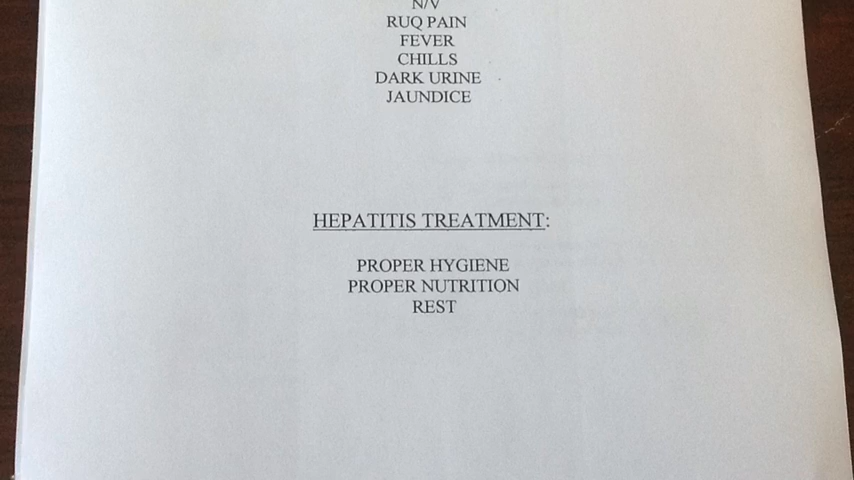 N/V
RUQ PAIN
FEVER
CHILLS
DARK URINE
JAUNDICE
HEPATITIS TREATMENT:
PROPER HYGIENE
PROPER NUTRITION
REST